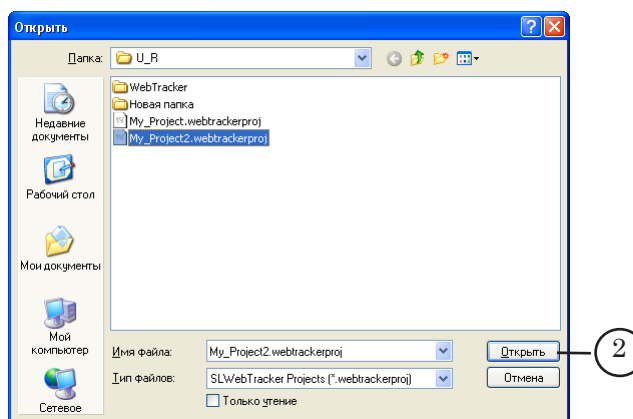 Открыть
Папка: U_R
WebTracker
Новая папка
My_Project.webtrackerproj
My_Project2.webtrackerproj
Недавние
документы
Рабочий стол
Мои документы
Мой
компьютер
Сетевое
Имя файла: My_Project2.webtrackerproj Открыть
2
Тип файлов: SLWebTracker Projects (*.webtrackerproj) Отмена
Только чтение